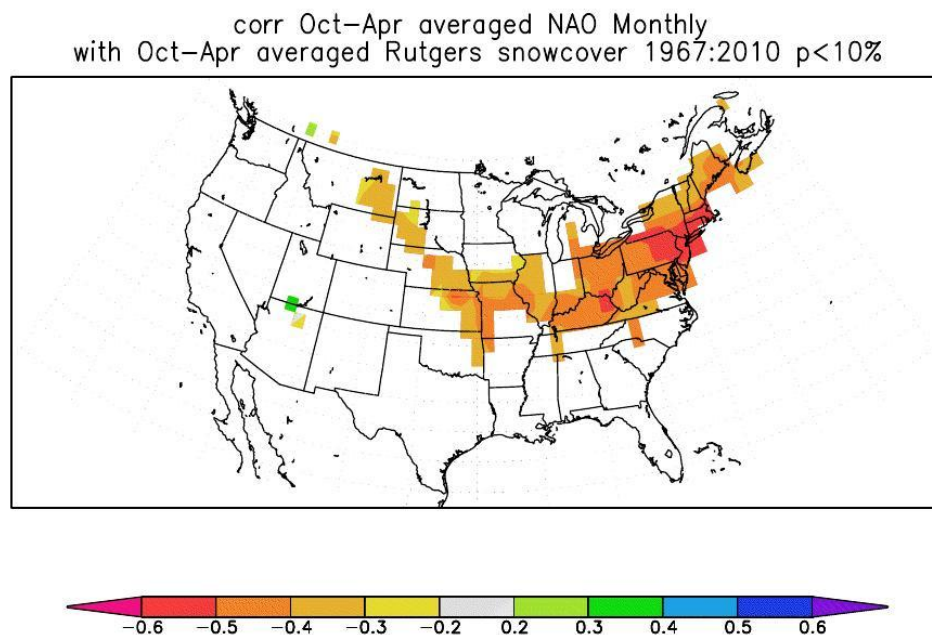 corr Oct-Apr averaged NAO Monthly
with Oct-Apr averaged Rutgers snowcover 1967:2010 p<10%
-0.6 -0.5 -0.4 -0.3 -0.2 0.2 0.3 0.4 0.5 0.6